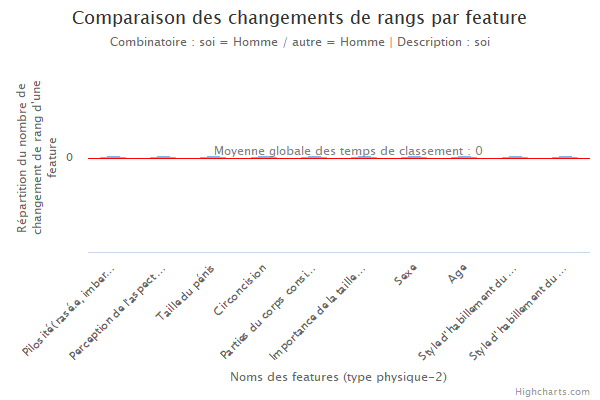 Comparaison des changements de rangs par feature
Combinatoire : soi = Homme / autre = Homme | Description : soi
Répartition du nombre de
changement de rang d'une
feature
0
Moyenne globale des temps de classement : 0
Pilosité(rasée, imber...
Perception de l'aspect...
Taille du pénis
Circoncision
Parties du corps consi...
Importance de la taille...
Sexe
Age
Style d'habillement du ...
Style d'habillement du ...
Noms des features (type physique-2)
Highcharts.com